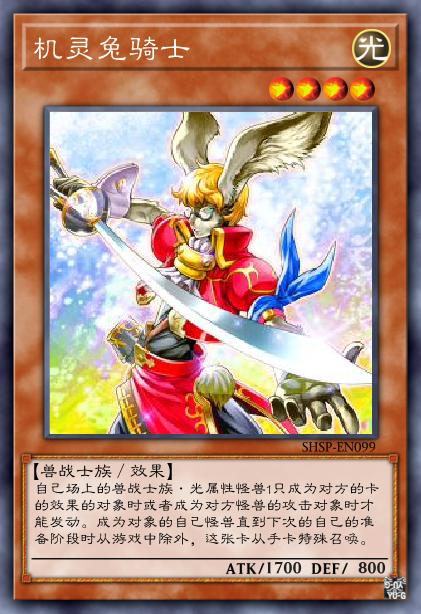 机灵兔骑士
光
SHSP-EN099
【兽战士族／效果】
自己场上的兽战士族·光属性怪兽1只成为对方的卡
的效果的对象时或者成为对方怪兽的攻击对象时才
能发动。成为对象的自己怪兽直到下次的自己的准
备阶段时从游戏中除外，这张卡从手卡特殊召唤。
ATK/1700 DEF/ 800